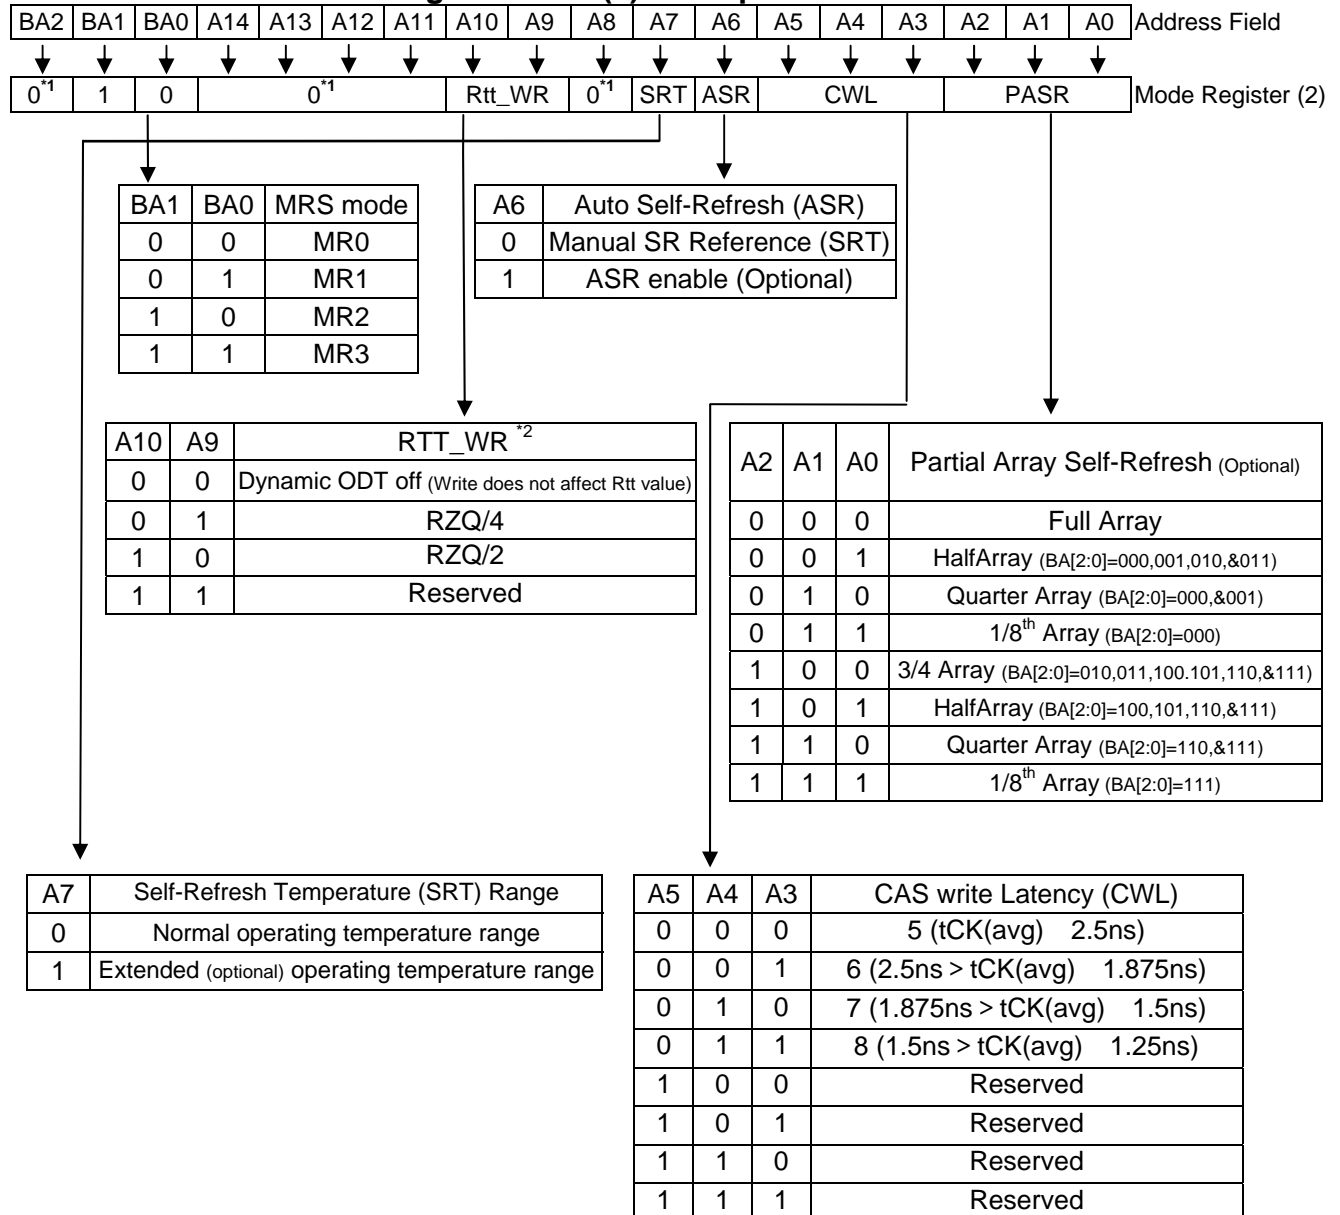 BA2 BA1 BA0 A14 A13 A12 A11 A10 A9 A8 A7 A6 A5 A4 A3 A2 A1 A0 Address Field
0*1 1 0 0*1 Rtt_WR 0*1 SRT ASR CWL PASR Mode Register (2)
BA1 BA0 MRS mode
0 0 MR0
0 1 MR1
1 0 MR2
1 1 MR3
A6 Auto Self-Refresh (ASR)
0 Manual SR Reference (SRT)
1 ASR enable (Optional)
A10 A9 RTT_WR *2
0 0 Dynamic ODT off (Write does not affect Rtt value)
0 1 RZQ/4
1 0 RZQ/2
1 1 Reserved
A2 A1 A0 Partial Array Self-Refresh (Optional)
0 0 0 Full Array
0 0 1 HalfArray (BA[2:0]=000,001,010,&011)
0 1 0 Quarter Array (BA[2:0]=000,&001)
0 1 1 1/8th Array (BA[2:0]=000)
1 0 0 3/4 Array (BA[2:0]=010,011,100.101,110,&111)
1 0 1 HalfArray (BA[2:0]=100,101,110,&111)
1 1 0 Quarter Array (BA[2:0]=110,&111)
1 1 1 1/8th Array (BA[2:0]=111)
A7 Self-Refresh Temperature (SRT) Range
0 Normal operating temperature range
1 Extended (optional) operating temperature range
A5 A4 A3 CAS write Latency (CWL)
0 0 0 5 (tCK(avg) 2.5ns)
0 0 1 6 (2.5ns > tCK(avg) 1.875ns)
0 1 0 7 (1.875ns > tCK(avg) 1.5ns)
0 1 1 8 (1.5ns > tCK(avg) 1.25ns)
1 0 0 Reserved
1 0 1 Reserved
1 1 0 Reserved
1 1 1 Reserved